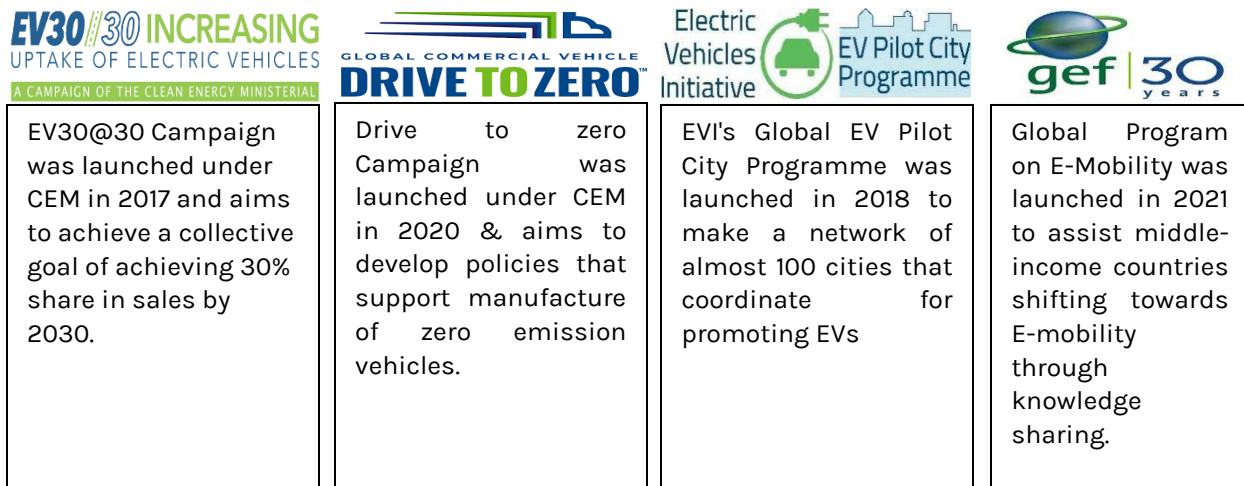 EV30//30 INCREASING
UPTAKE OF ELECTRIC VEHICLES
A CAMPAIGN OF THE CLEAN ENERGY MINISTERIAL
EV30@30 Campaign
was launched under
CEM in 2017 and aims
to achieve a collective
goal of achieving 30%
share in sales by
2030.
GLOBAL COMMERCIAL VEHICLE
DRIVE TO ZERO™
Drive to zero
Campaign was
launched under CEM
in 2020 & aims to
develop policies that
support manufacture
of zero emission
vehicles.
Electric
Vehicles
Initiative
EV Pilot City
Programme
EVI's Global EV Pilot
City Programme was
launched in 2018 to
make a network of
almost 100 cities that
coordinate for
promoting EVs
gef 30
years
Global Program
on E-Mobility was
launched in 2021
to assist middle-
income countries
shifting towards
E-mobility
through
knowledge
sharing.